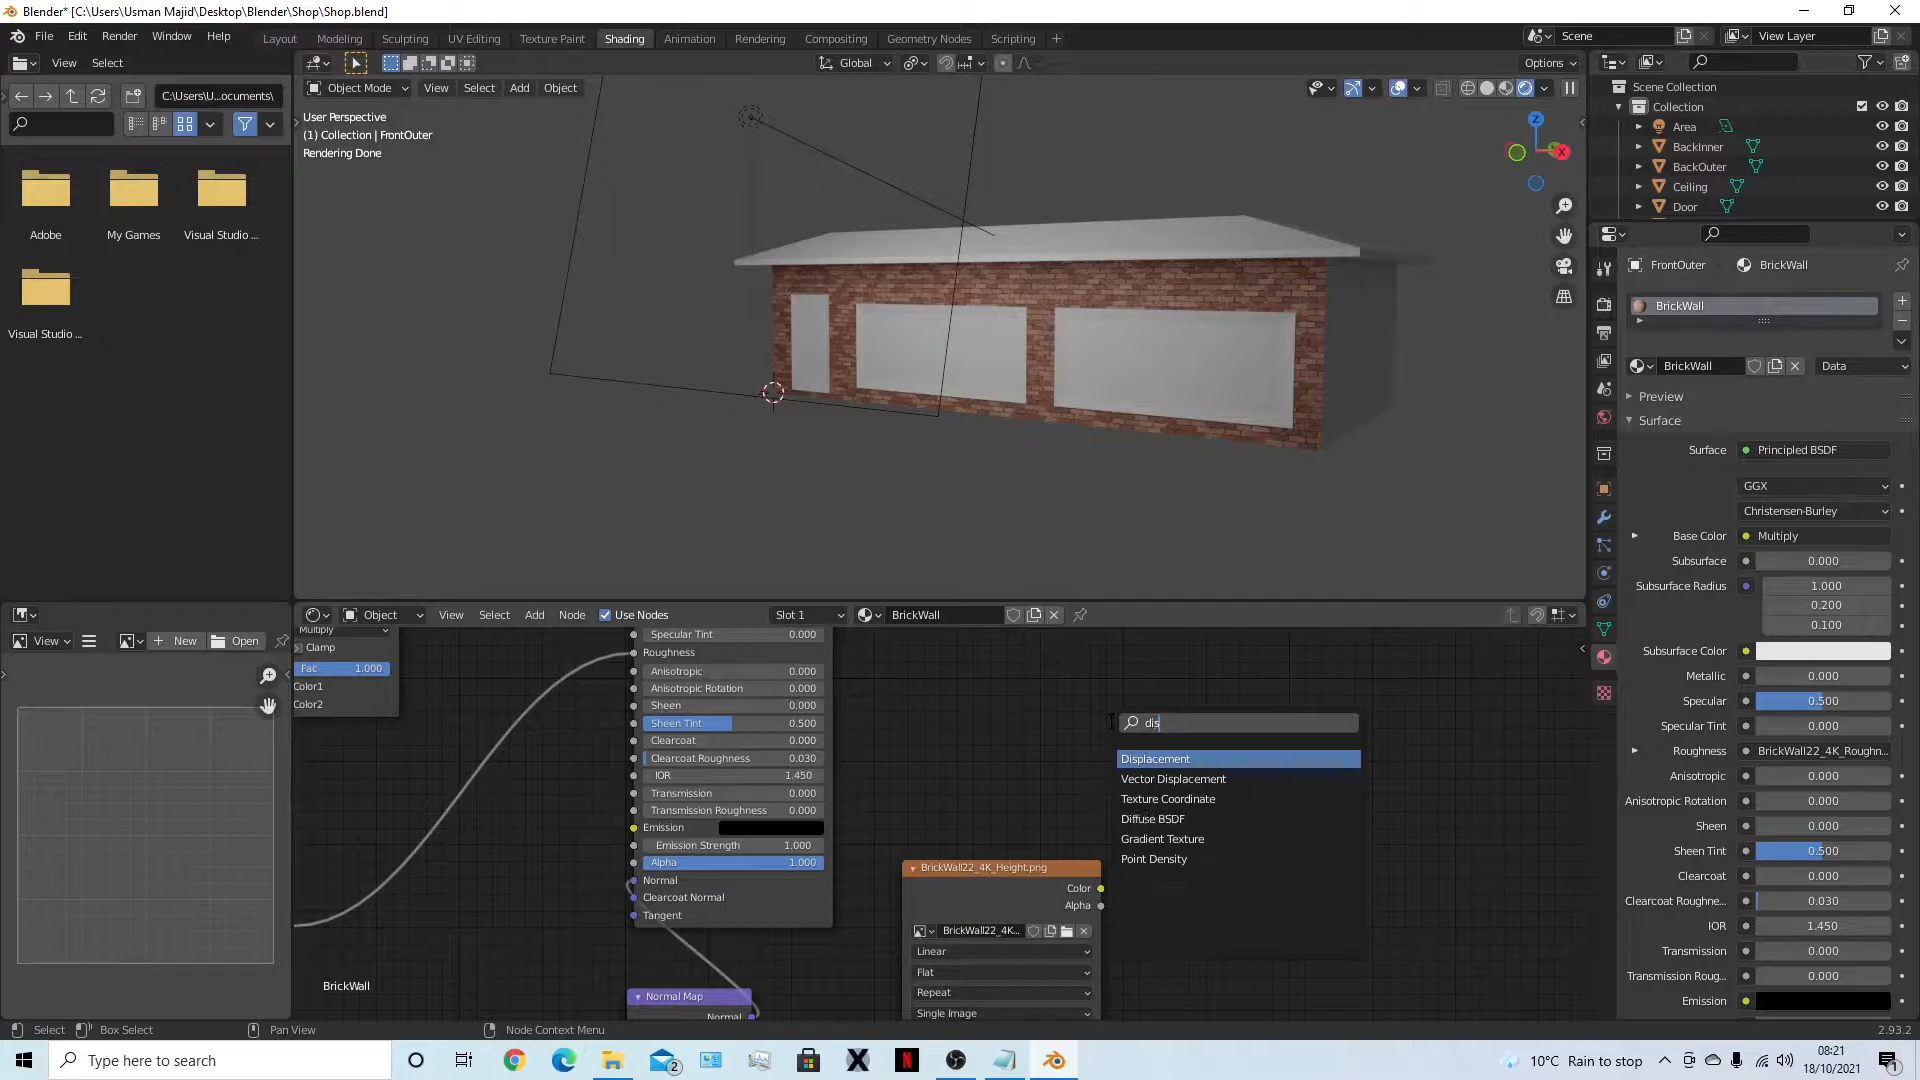 Blender* [C:\Users\Usman Majid\Desktop\Blender\Shop\Shop.blend]
File Edit Render Window Help
Layout Modeling Sculpting UV Editing Texture Paint Shading Animation Rendering Compositing Geometry Nodes Scripting
Scene
View Layer
View Select
Global
Options
C:\Users\U...ocuments\
Object Mode View Select Add Object
User Perspective
(1) Collection | FrontOuter
Rendering Done
Z
X
Adobe
My Games
Visual Studio ...
Visual Studio ...
Scene Collection
Collection
Area
BackInner
BackOuter
Ceiling
Door
FrontOuter
BrickWall
BrickWall
BrickWall
Data
Preview
Surface
Surface Principled BSDF
GGX
Christensen-Burley
Base Color Multiply
Subsurface 0.000
Subsurface Radius 1.000
0.200
0.100
Subsurface Color
Metallic 0.000
Specular 0.500
Specular Tint 0.000
Roughness BrickWall22_4K_Roughn...
Anisotropic 0.000
Anisotropic Rotation 0.000
Sheen 0.000
Sheen Tint 0.500
Clearcoat 0.000
Clearcoat Roughne... 0.030
IOR 1.450
Transmission 0.000
Transmission Roug... 0.000
Emission
View
New
Open
Object View Select Add Node Use Nodes
Slot 1
BrickWall
Multiply
Clamp
Fac 1.000
Color1
Color2
Specular Tint 0.000
Roughness
Anisotropic 0.000
Anisotropic Rotation 0.000
Sheen 0.000
Sheen Tint 0.500
Clearcoat 0.000
Clearcoat Roughness 0.030
IOR 1.450
Transmission 0.000
Transmission Roughness 0.000
Emission
Emission Strength 1.000
Alpha 1.000
Normal
Clearcoat Normal
Tangent
Normal Map
Normal
BrickWall22_4K_Height.png
Color
Alpha
BrickWall22_4K...
Linear
Flat
Repeat
Single Image
dis
Displacement
Vector Displacement
Texture Coordinate
Diffuse BSDF
Gradient Texture
Point Density
BrickWall
Select
Box Select
Pan View
Node Context Menu
2.93.2
Type here to search
2
N
10°C Rain to stop
08:21
18/10/2021
1